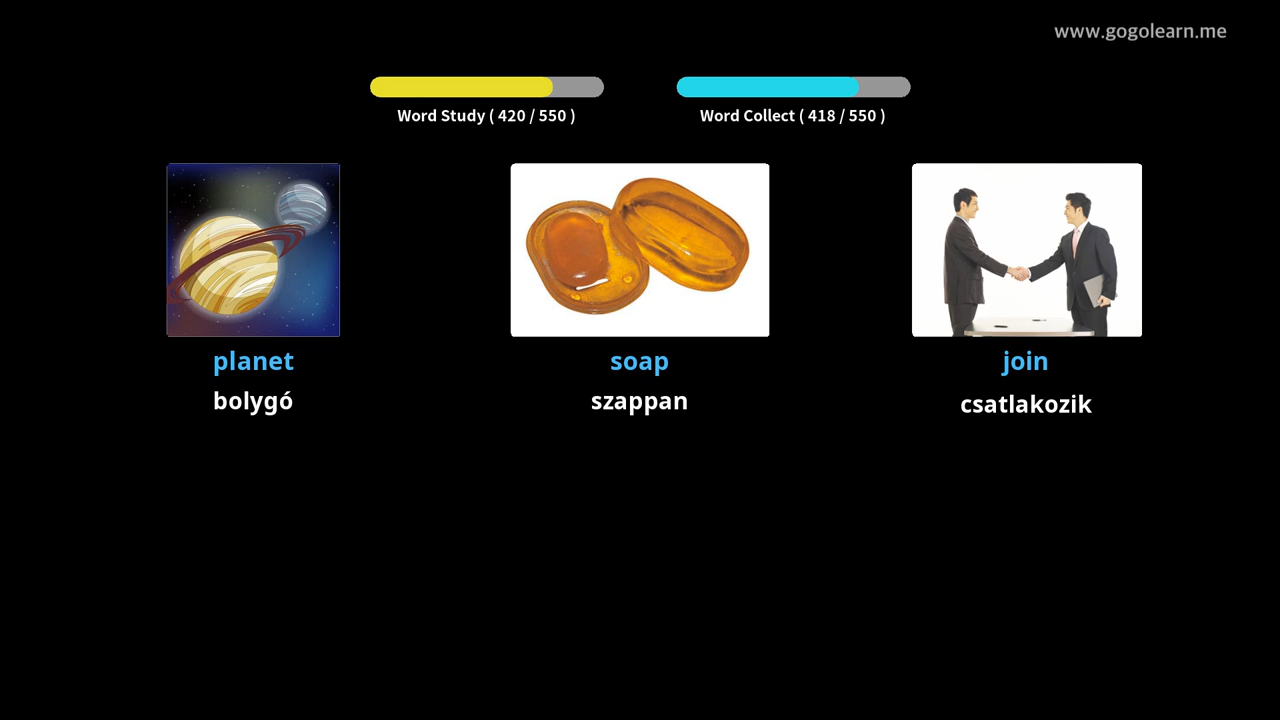 www.gogolearn.me
Word Study ( 420 / 550 )
Word Collect ( 418 / 550 )
planet
bolygó
soap
szappan
join
csatlakozik